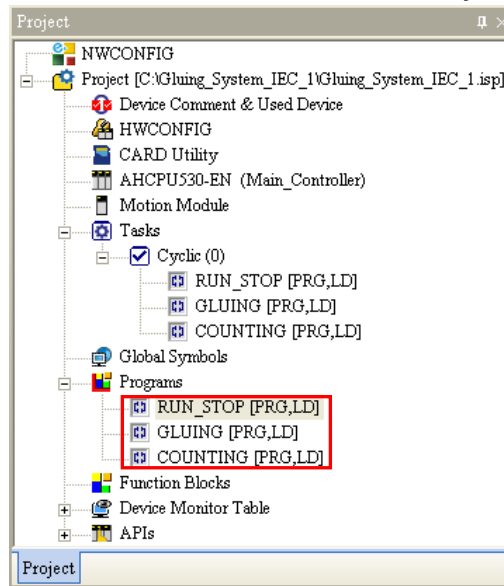 Project
NWCONFIG
Project [C:\Gluing_System_IEC_1\Gluing_System_IEC_1.isp]
Device Comment & Used Device
HWCONFIG
CARD Utility
AHCPU530-EN (Main_Controller)
Motion Module
Tasks
Cyclic (0)
RUN_STOP [PRG,LD]
GLUING [PRG,LD]
COUNTING [PRG,LD]
Global Symbols
Programs
RUN_STOP [PRG,LD]
GLUING [PRG,LD]
COUNTING [PRG,LD]
Function Blocks
Device Monitor Table
APIs
Project